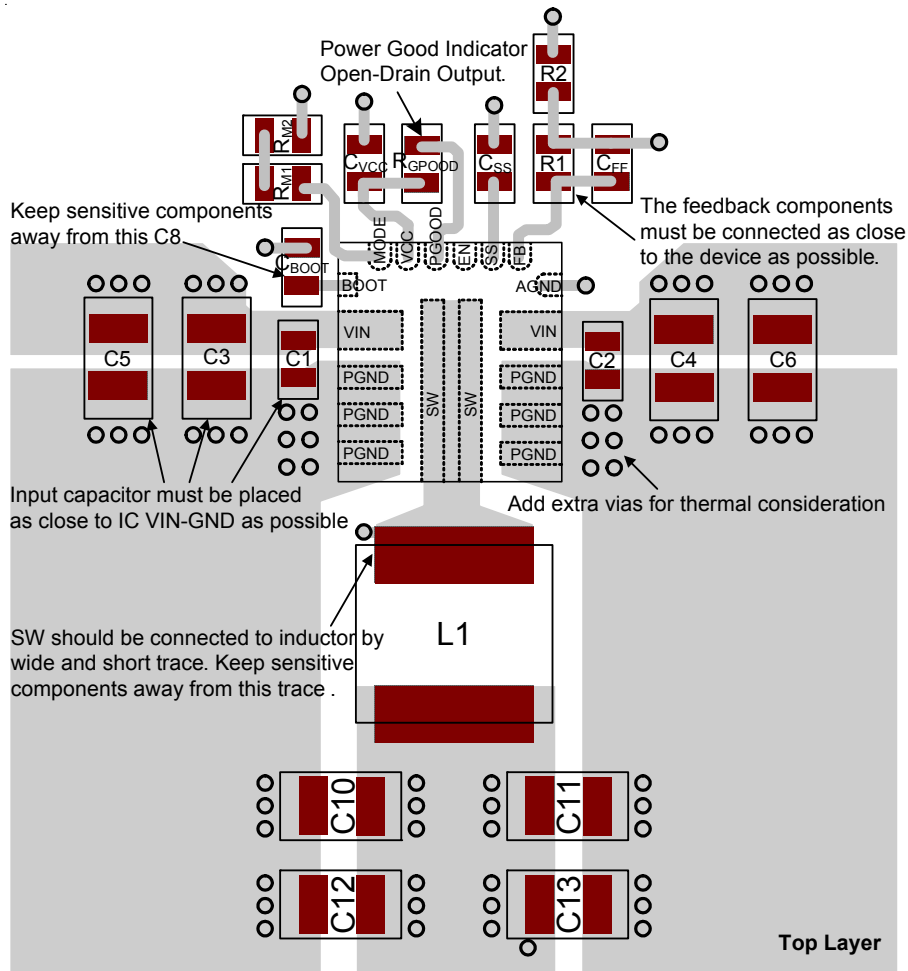 Power Good Indicator
Open-Drain Output.
R2
RM2
RM1
CVCC
RGPOOD
CSS
R1
CFF
Keep sensitive components
away from this C8
The feedback components
must be connected as close
to the device as possible.
CBOOT
MODE
VCC
PGOOD
EN
SS
FB
BOOT
AGND
VIN
VIN
C5
C3
C1
C2
C4
C6
PGND
PGND
PGND
PGND
PGND
PGND
SW
SW
Input capacitor must be placed
as close to IC VIN-GND as possible
Add extra vias for thermal consideration
SW should be connected to inductor by
wide and short trace. Keep sensitive
components away from this trace .
L1
C10
C11
C12
C13
Top Layer